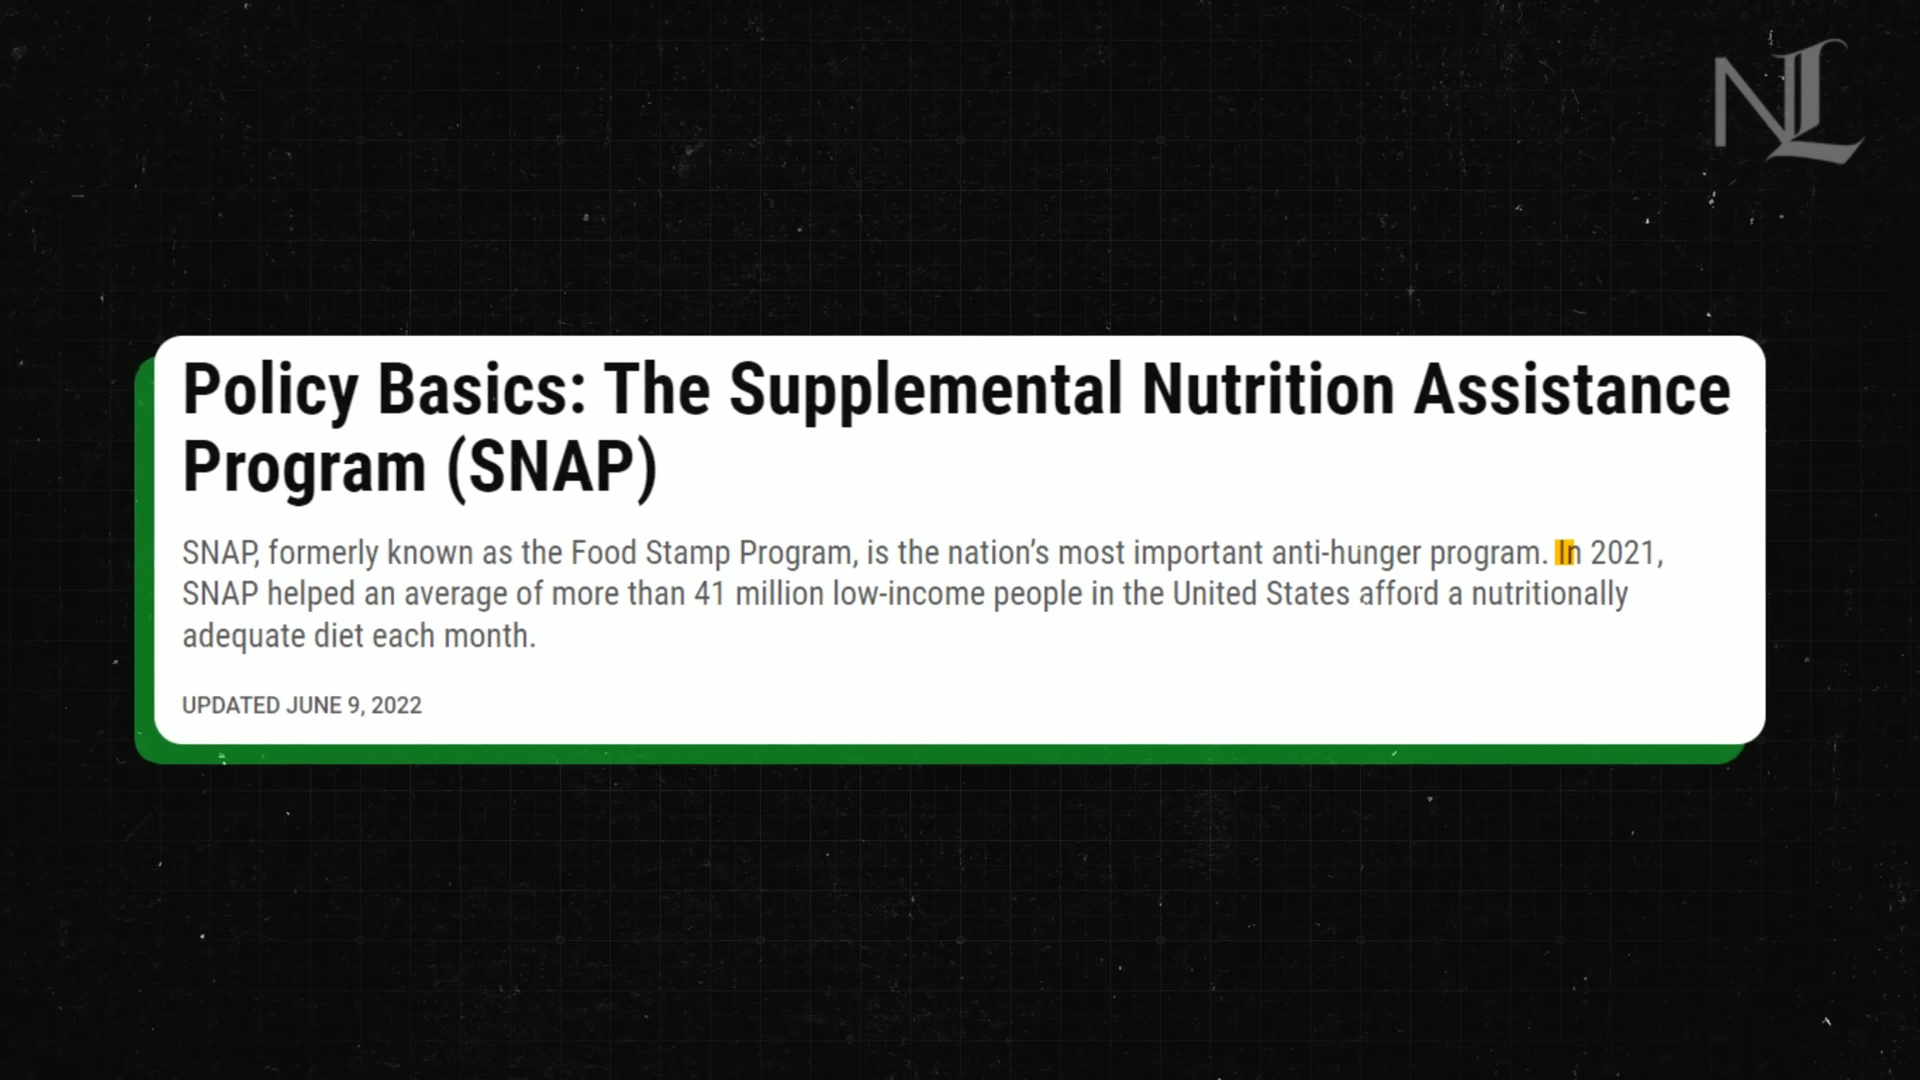 NL
Policy Basics: The Supplemental Nutrition Assistance
Program (SNAP)
SNAP, formerly known as the Food Stamp Program, is the nation’s most important anti-hunger program. In 2021,
SNAP helped an average of more than 41 million low-income people in the United States afford a nutritionally
adequate diet each month.
UPDATED JUNE 9, 2022